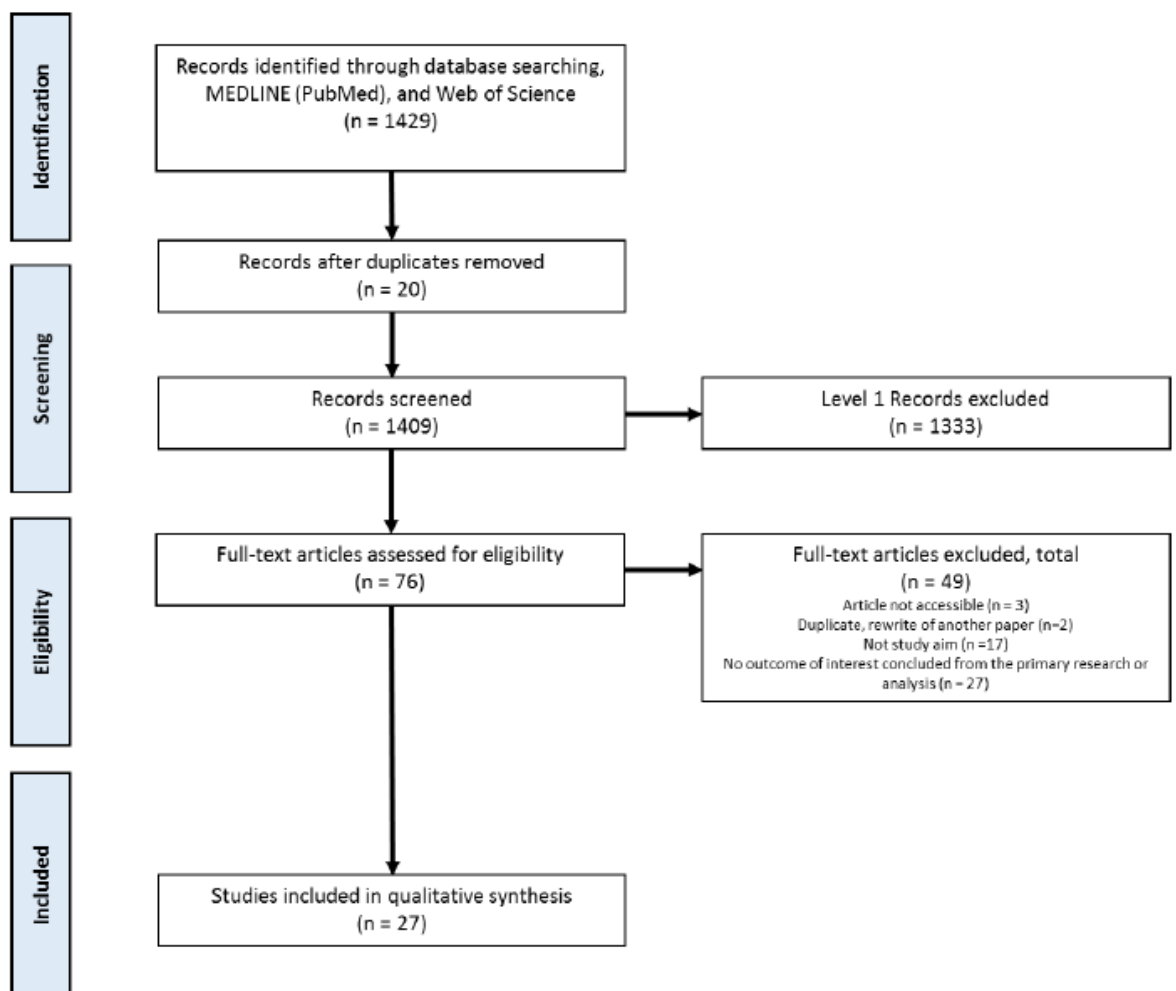 Identification
Records identified through database searching,
MEDLINE (PubMed), and Web of Science
(n = 1429)
Records after duplicates removed
(n = 20)
Screening
Records screened
(n = 1409)
Level 1 Records excluded
(n = 1333)
Eligibility
Full-text articles assessed for eligibility
(n = 76)
Full-text articles excluded, total
(n = 49)
Article not accessible (n = 3)
Duplicate, rewrite of another paper (n=2)
Not study aim (n =17)
No outcome of interest concluded from the primary research or
analysis (n = 27)
Included
Studies included in qualitative synthesis
(n = 27)